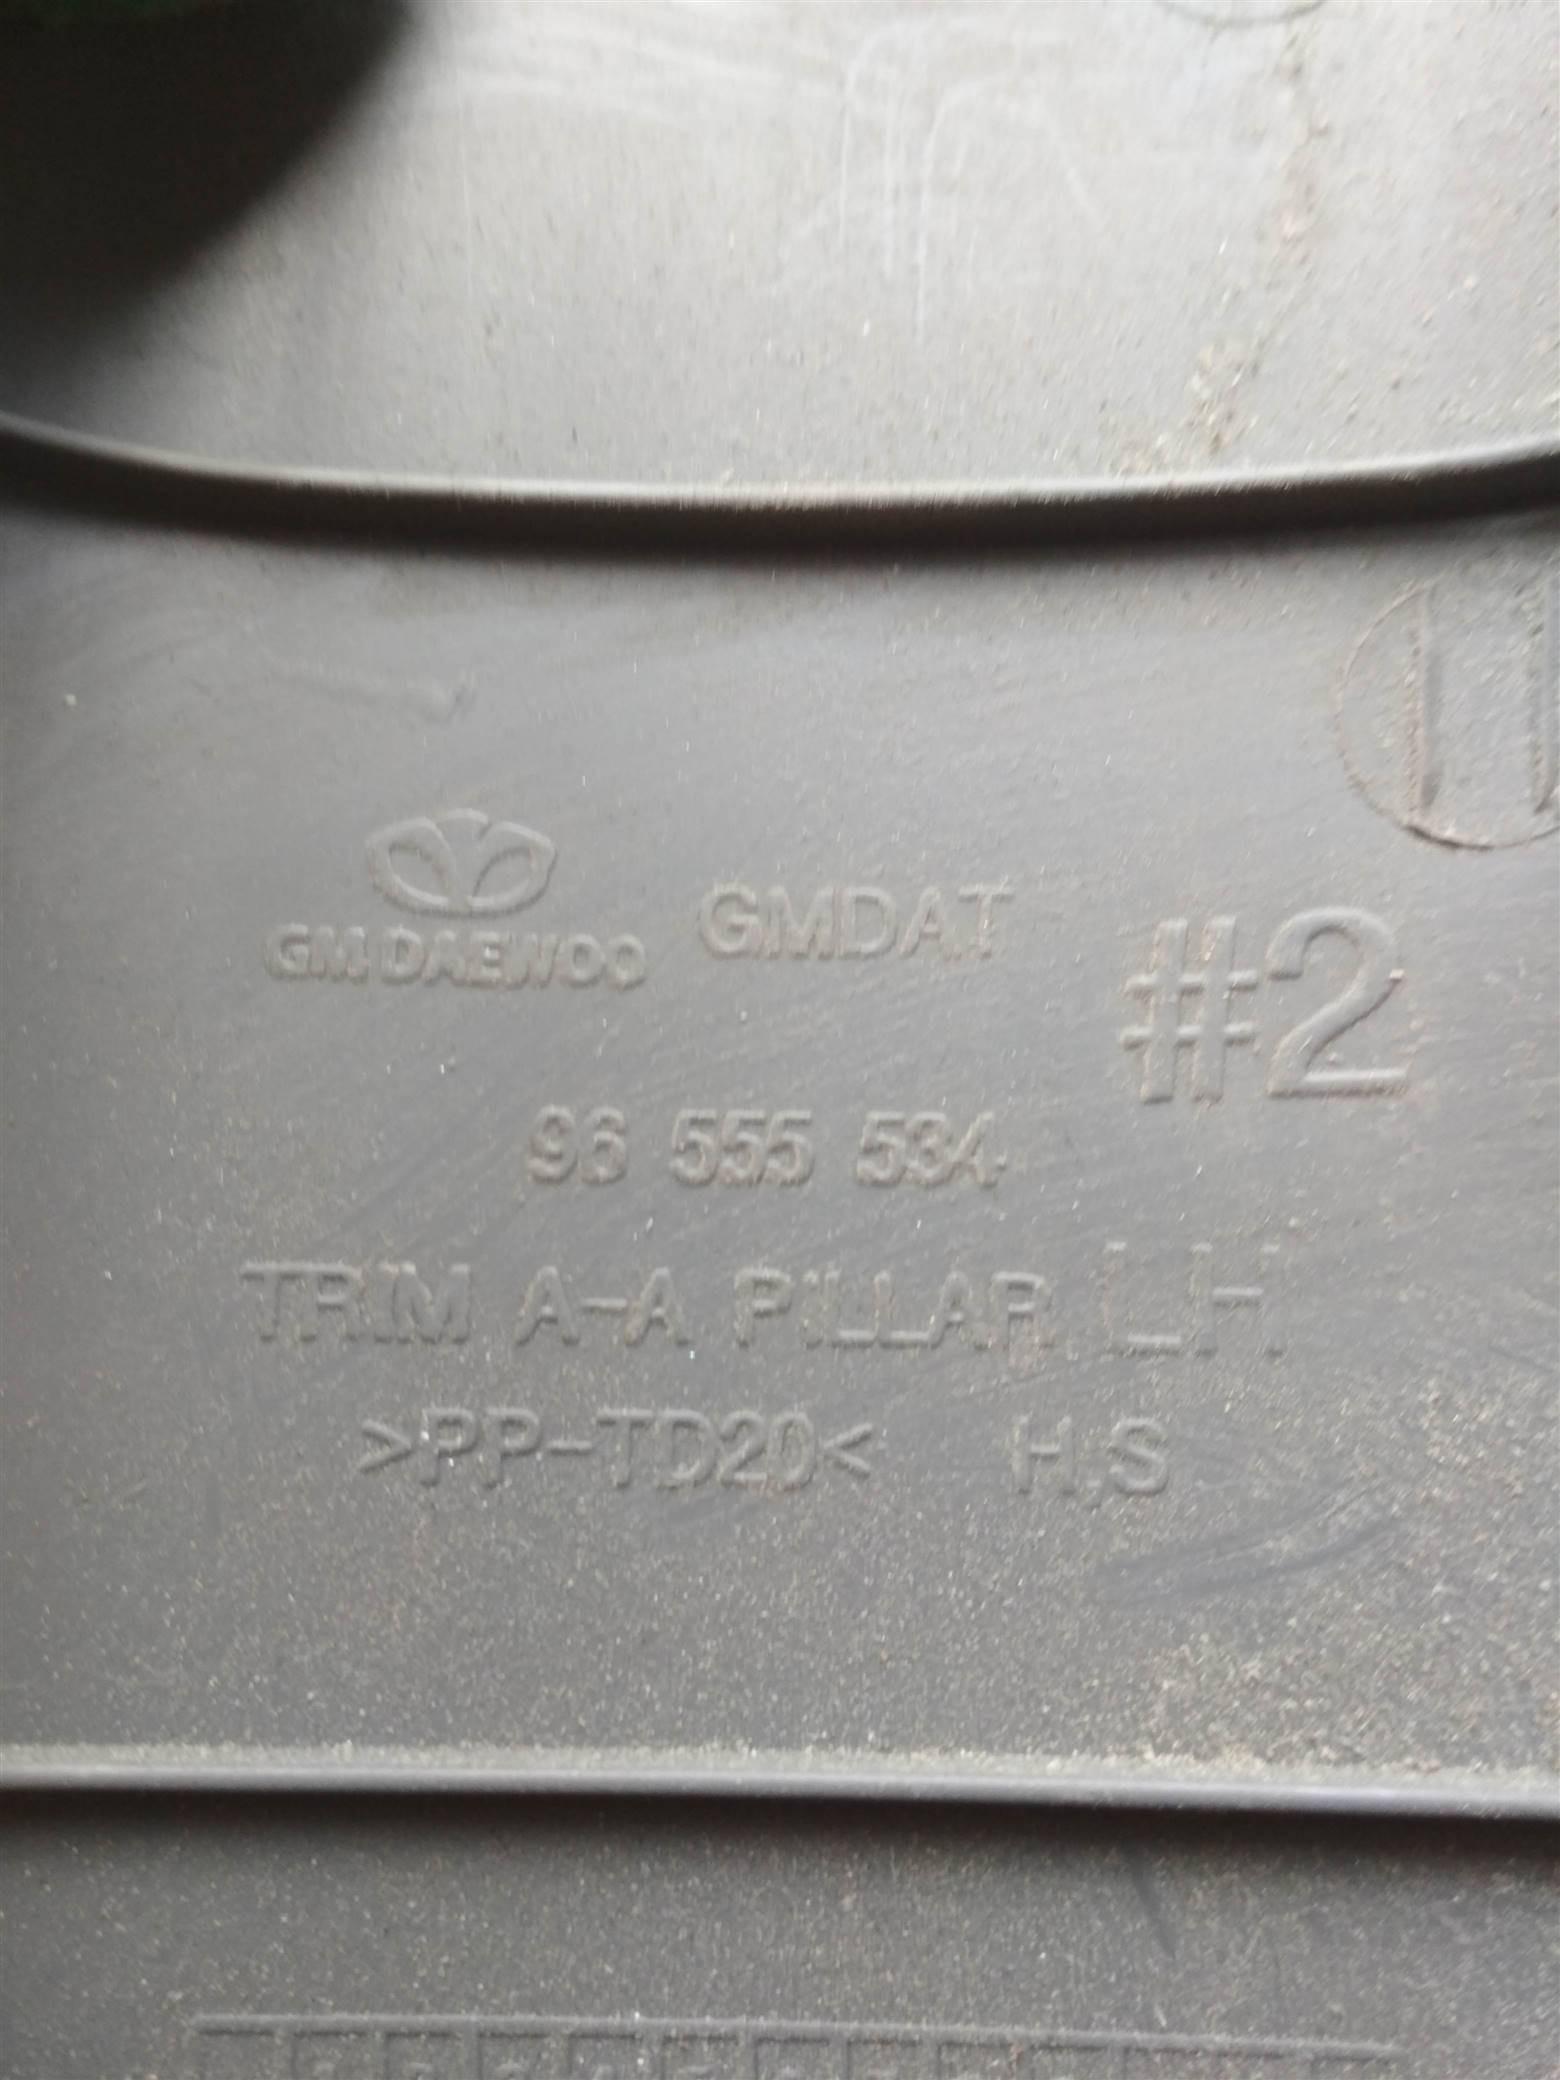 GM DAEWOO GMDAT
#2
96 555 534
TRIM A-A PiLLAR LH
>PP-TD20< H.S